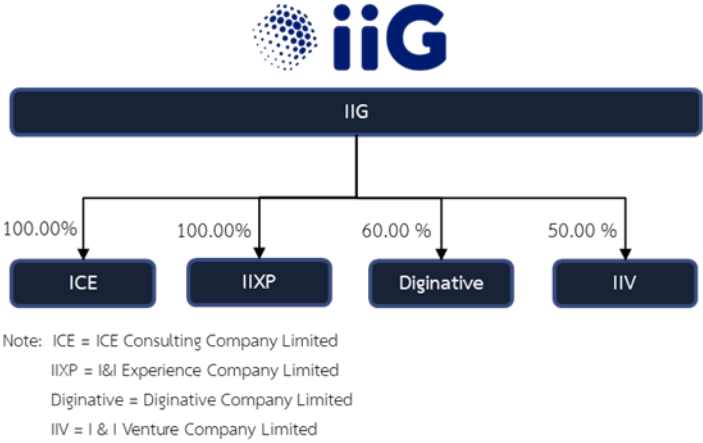 iiG
IIG
100.00%
100.00%
60.00 %
50.00 %
ICE
IIXP
Diginative
IIV
Note: ICE = ICE Consulting Company Limited
IIXP = I&I Experience Company Limited
Diginative = Diginative Company Limited
IIV = I & I Venture Company Limited